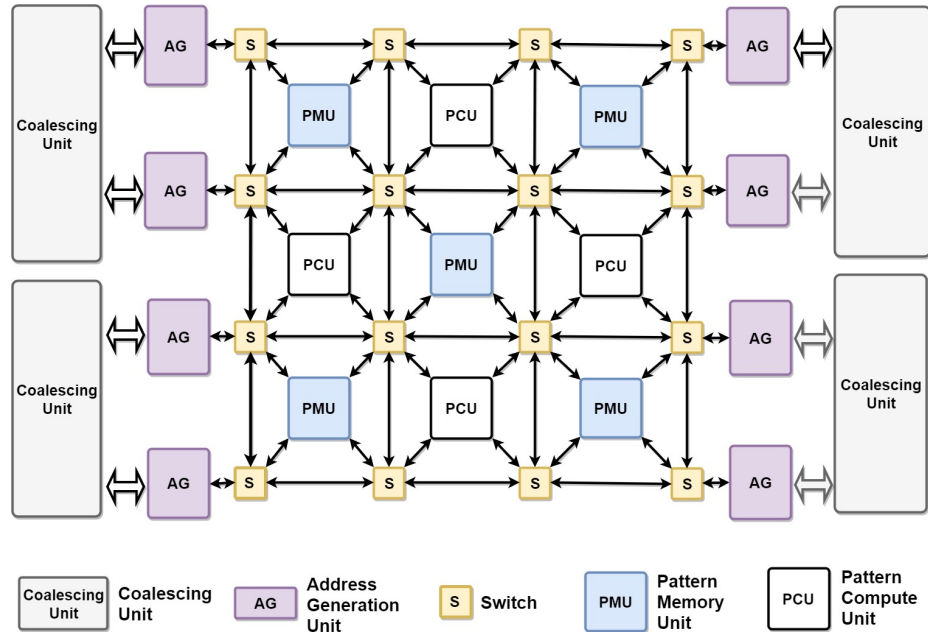 AG S S S S AG
PMU PCU PMU
Coalescing
Unit
Coalescing
Unit
AG S S S S AG
PCU PMU PCU
AG S S S S AG
Coalescing
Unit
Coalescing
Unit
PMU PCU PMU
AG S S S S AG
Coalescing
Unit
Coalescing
Unit
AG
Address
Generation
Unit
S
Switch
PMU
Pattern
Memory
Unit
PCU
Pattern
Compute
Unit